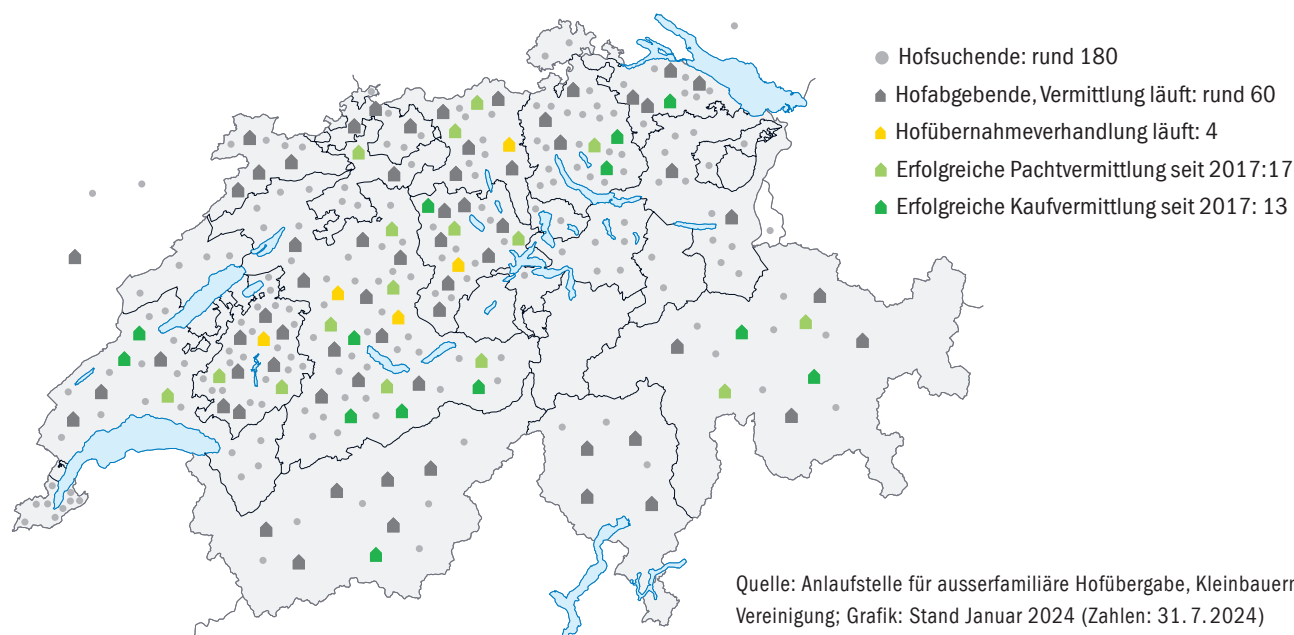 Hofsuchende: rund 180
Hofabgebende, Vermittlung läuft: rund 60
Hofübernahmeverhandlung läuft: 4
Erfolgreiche Pachtvermittlung seit 2017:17
Erfolgreiche Kaufvermittlung seit 2017: 13
Quelle: Anlaufstelle für ausserfamiliäre Hofübergabe,
Vereinigung; Grafik: Stand Januar 2024 (Zahlen: 31.7.2024)